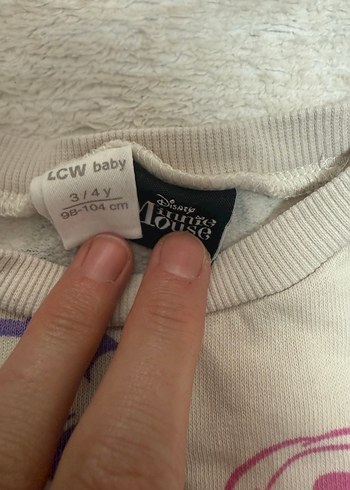 LCW baby
3 / 4 y
98-104 cm
Disney
Minnie
Mouse